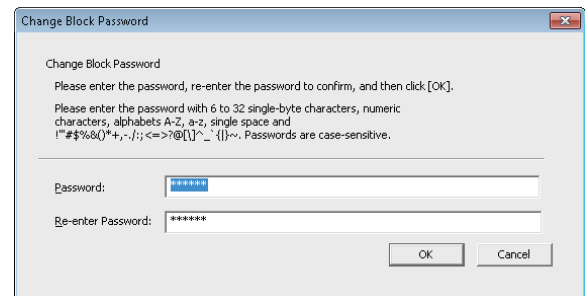 Change Block Password
Change Block Password
Please enter the password, re-enter the password to confirm, and then click [OK].
Please enter the password with 6 to 32 single-byte characters, numeric
characters, alphabets A-Z, a-z, single space and
!"'#$%&()*+,-./:;<=>?@[\]^_`{|}~. Passwords are case-sensitive.
Password: ******
Re-enter Password: ******
OK Cancel